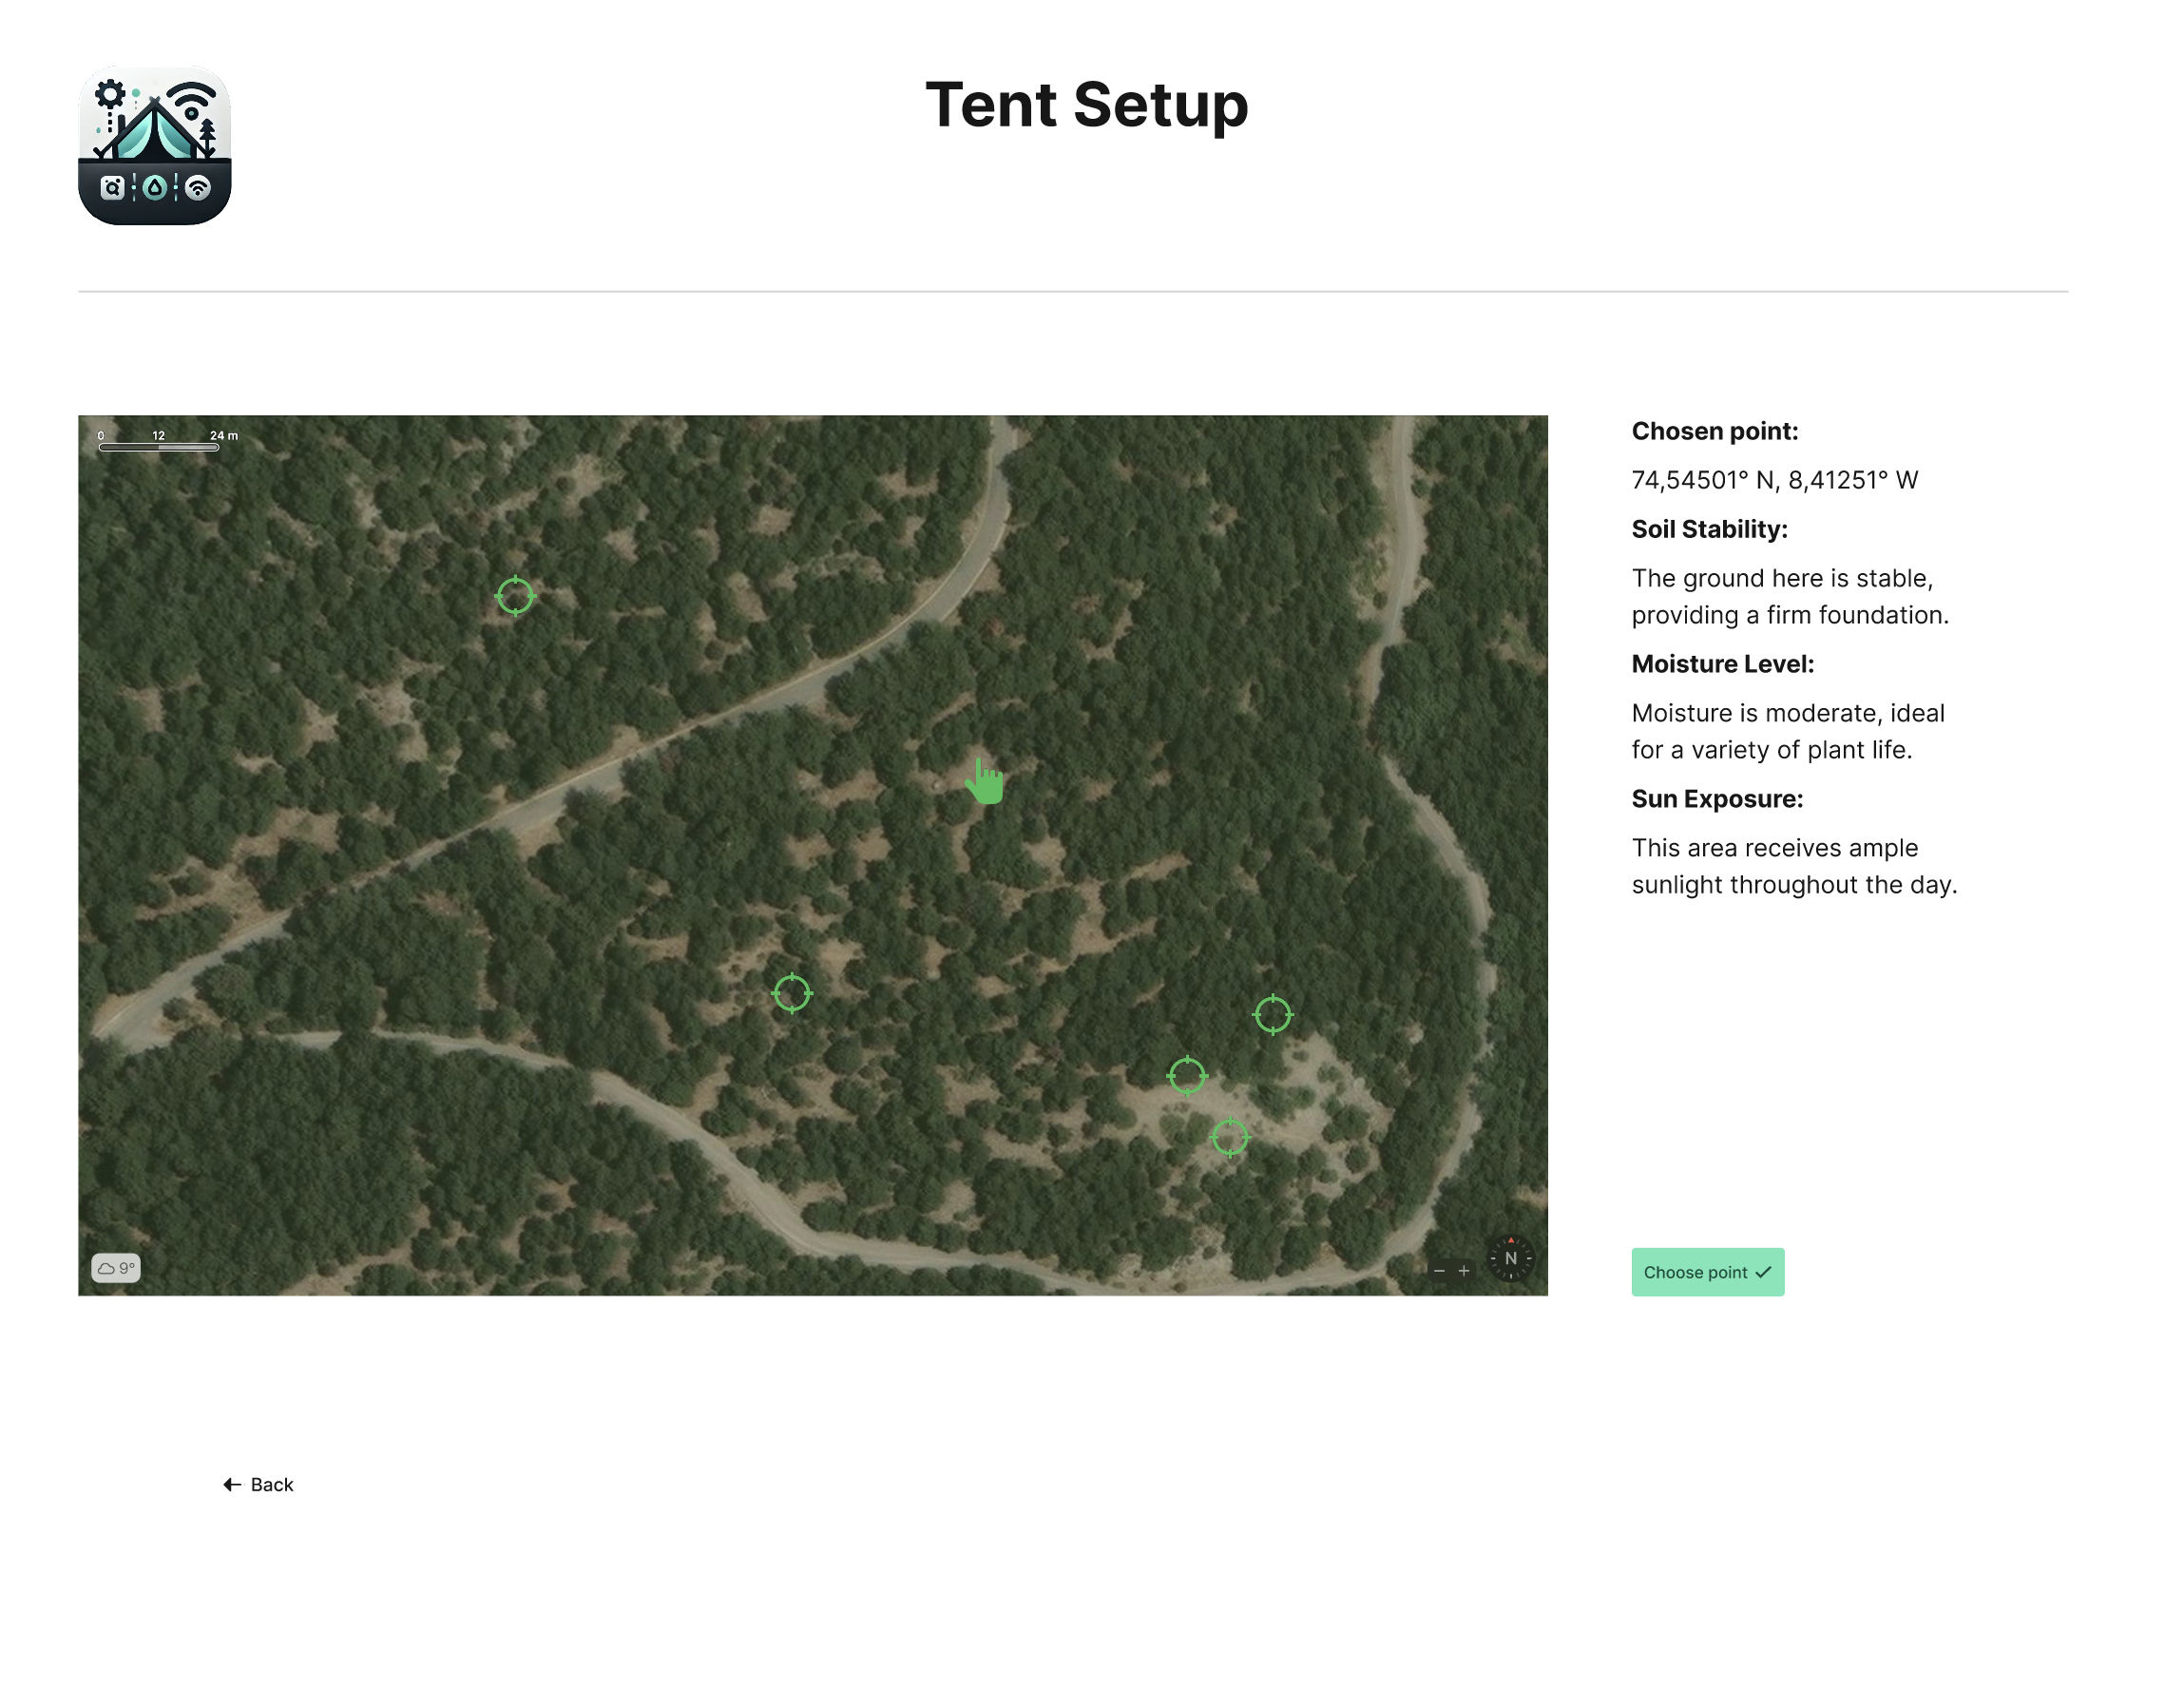 Tent Setup
0 12 24 m
Chosen point:
74,54501° N, 8,41251° W
Soil Stability:
The ground here is stable,
providing a firm foundation.
Moisture Level:
Moisture is moderate, ideal
for a variety of plant life.
Sun Exposure:
This area receives ample
sunlight throughout the day.
9°
− +
N
Choose point
Back